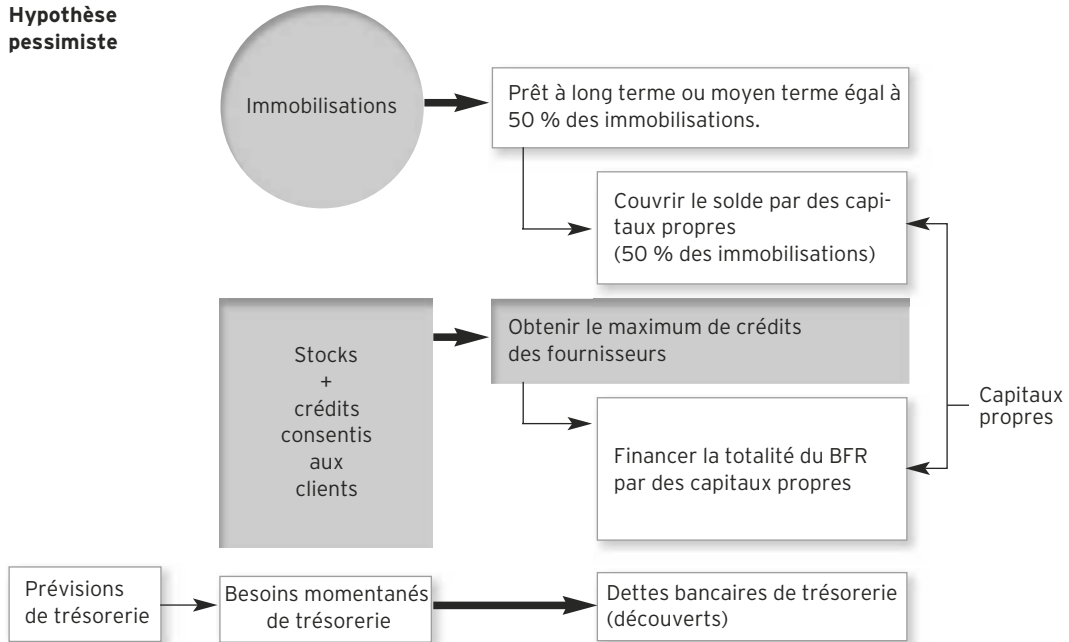 Hypothèse
pessimiste
Immobilisations
Prêt à long terme ou moyen terme égal à
50 % des immobilisations.
Couvrir le solde par des capi-
taux propres
(50 % des immobilisations)
Stocks
+
crédits
consentis
aux
clients
Obtenir le maximum de crédits
des fournisseurs
Financer la totalité du BFR
par des capitaux propres
Capitaux
propres
Prévisions
de trésorerie
Besoins momentanés
de trésorerie
Dettes bancaires de trésorerie
(découverts)